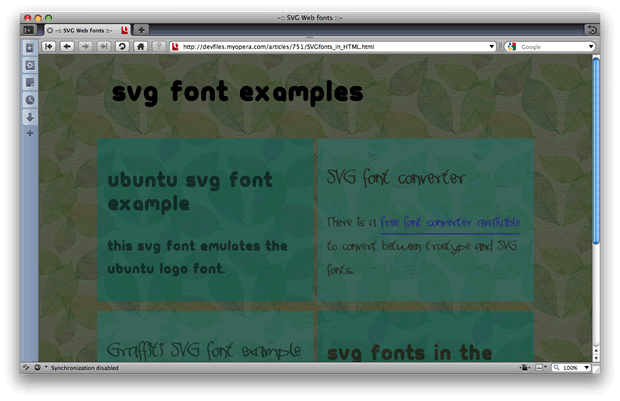 -:: SVG Web fonts ::-
-:: SVG Web fonts ::-
http://devfiles.myopera.com/articles/751/SVGfonts_in_HTML.html
Google
svg font examples
ubuntu svg font
example
this svg font emulates the
ubuntu logo font.
SVG font converter
There is a free font converter available
to convert between truetype and SVG
fonts.
Graffiti SVG font example
svg fonts in the
Synchronization disabled
100%